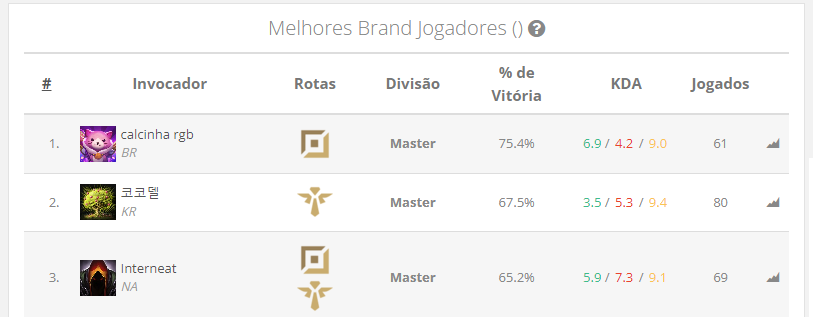 Melhores Brand Jogadores () ?
# Invocador Rotas Divisão % de Vitória KDA Jogados
1. calcinha rgb BR Master 75.4% 6.9 / 4.2 / 9.0 61
2. 코코델 KR Master 67.5% 3.5 / 5.3 / 9.4 80
3. Interneat NA Master 65.2% 5.9 / 7.3 / 9.1 69